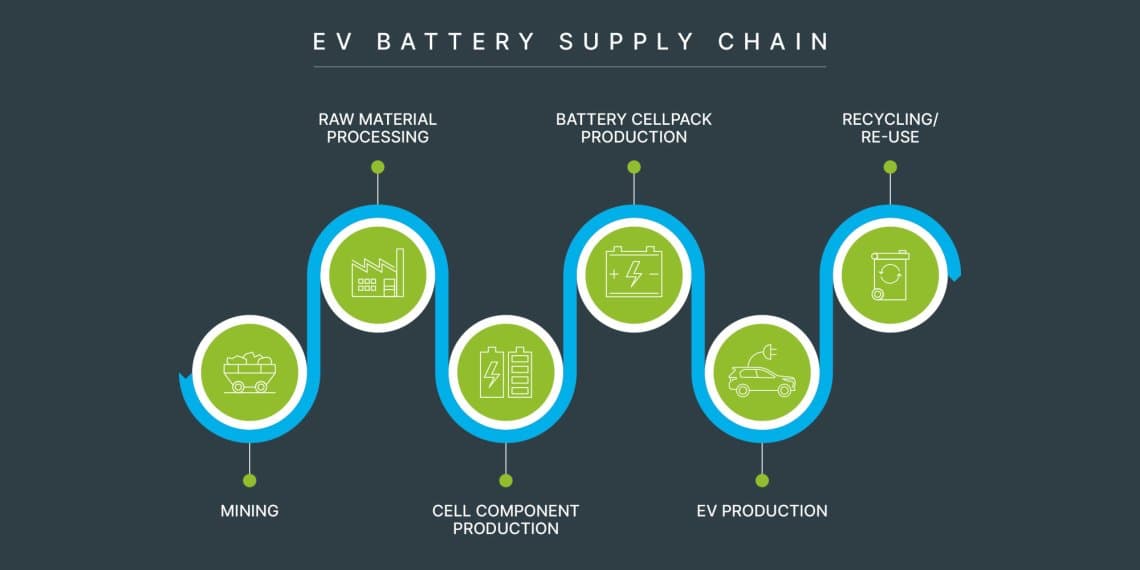 EV BATTERY SUPPLY CHAIN
RAW MATERIAL
PROCESSING
BATTERY CELLPACK
PRODUCTION
RECYCLING/
RE-USE
MINING
CELL COMPONENT
PRODUCTION
EV PRODUCTION